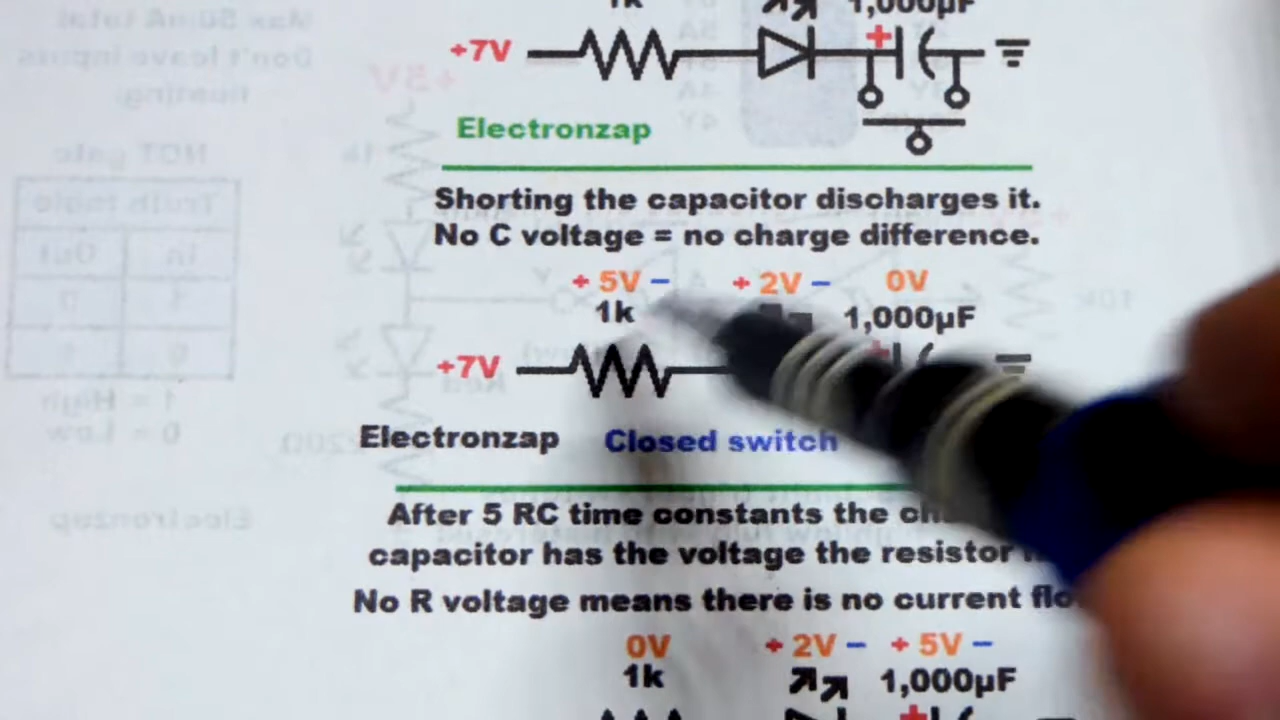 1k 1,000µF
+7V +
Electronzap
Shorting the capacitor discharges it.
No C voltage = no charge difference.
+ 5V − + 2V − 0V
1k 1,000µF
+7V +
Electronzap Closed switch
After 5 RC time constants the
capacitor has the voltage the resistor
No R voltage means there is no current
0V + 2V − + 5V −
1k 1,000µF
+